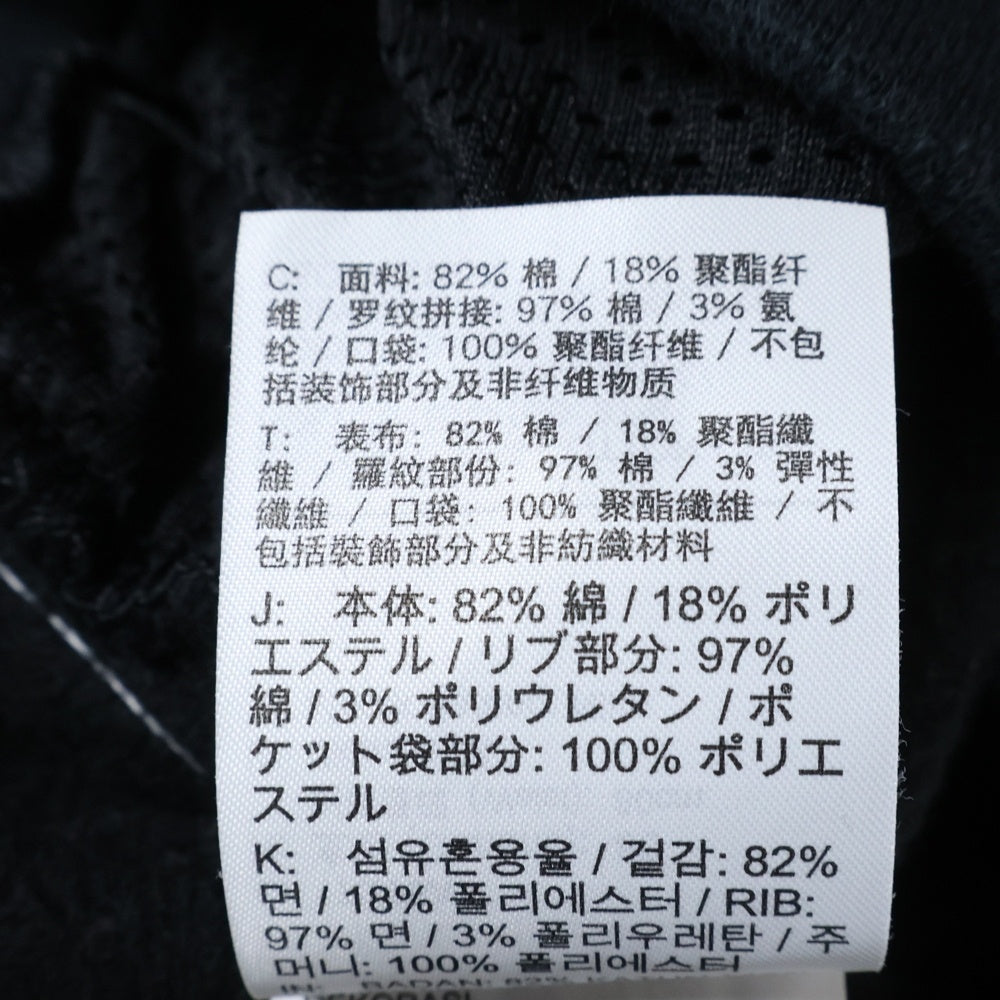 C: 面料: 82% 棉 / 18% 聚酯纤
维 / 罗纹拼接: 97% 棉 / 3% 氨
纶 / 口袋: 100% 聚酯纤维 / 不包
括装饰部分及非纤维物质
T: 表布: 82% 棉 / 18% 聚酯纖
維 / 羅紋部份: 97% 棉 / 3% 彈性
纖維 / 口袋: 100% 聚酯纖維 / 不
包括裝飾部分及非紡織材料
J: 本体: 82% 綿 / 18% ポリ
エステル / リブ部分: 97%
綿 / 3% ポリウレタン / ポ
ケット袋部分: 100% ポリエ
ステル
K: 섬유혼용율 / 겉감: 82%
면 / 18% 폴리에스터 / RIB:
97% 면 / 3% 폴리우레탄 / 주
머니: 100% 폴리에스터
IN: BADAN: 82%